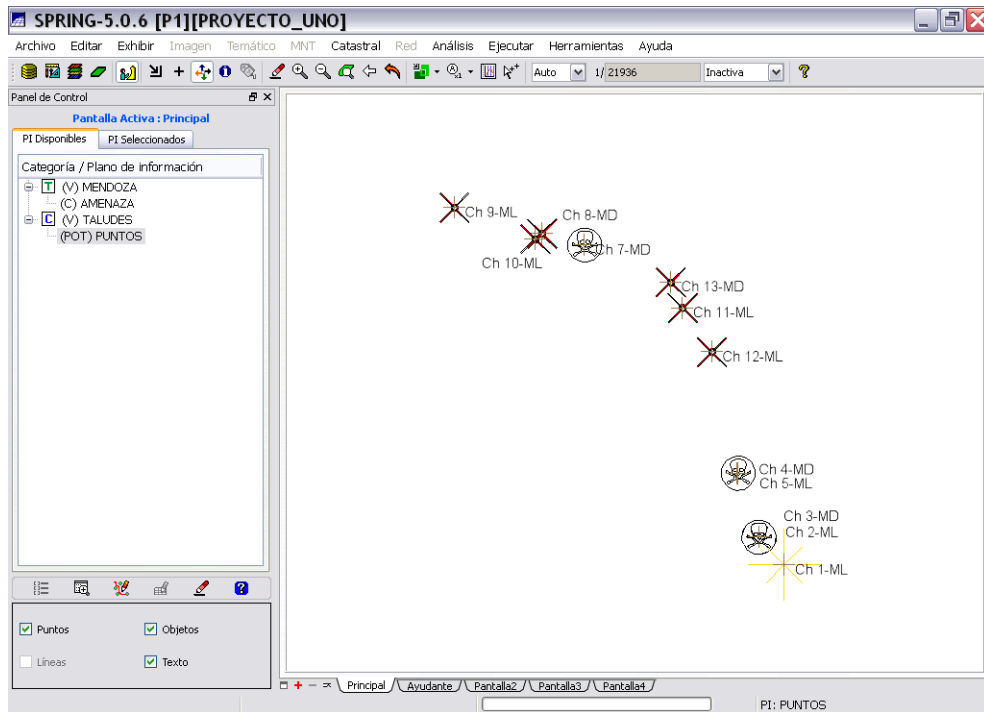 SPRING-5.0.6 [P1][PROYECTO_UNO]
Archivo Editar Exhibir Imagen Temático MNT Catastral Red Análisis Ejecutar Herramientas Ayuda
Auto 1/ 21936 Inactiva
Panel de Control
Pantalla Activa : Principal
PI Disponibles PI Seleccionados
Categoría / Plano de información
T (V) MENDOZA
(C) AMENAZA
C (V) TALUDES
(POT) PUNTOS
Ch 9-ML
Ch 8-MD
Ch 7-MD
Ch 10-ML
Ch 13-MD
Ch 11-ML
Ch 12-ML
Ch 4-MD
Ch 5-ML
Ch 3-MD
Ch 2-ML
Ch 1-ML
Puntos Objetos
Líneas Texto
Principal Ayudante Pantalla2 Pantalla3 Pantalla4
PI: PUNTOS